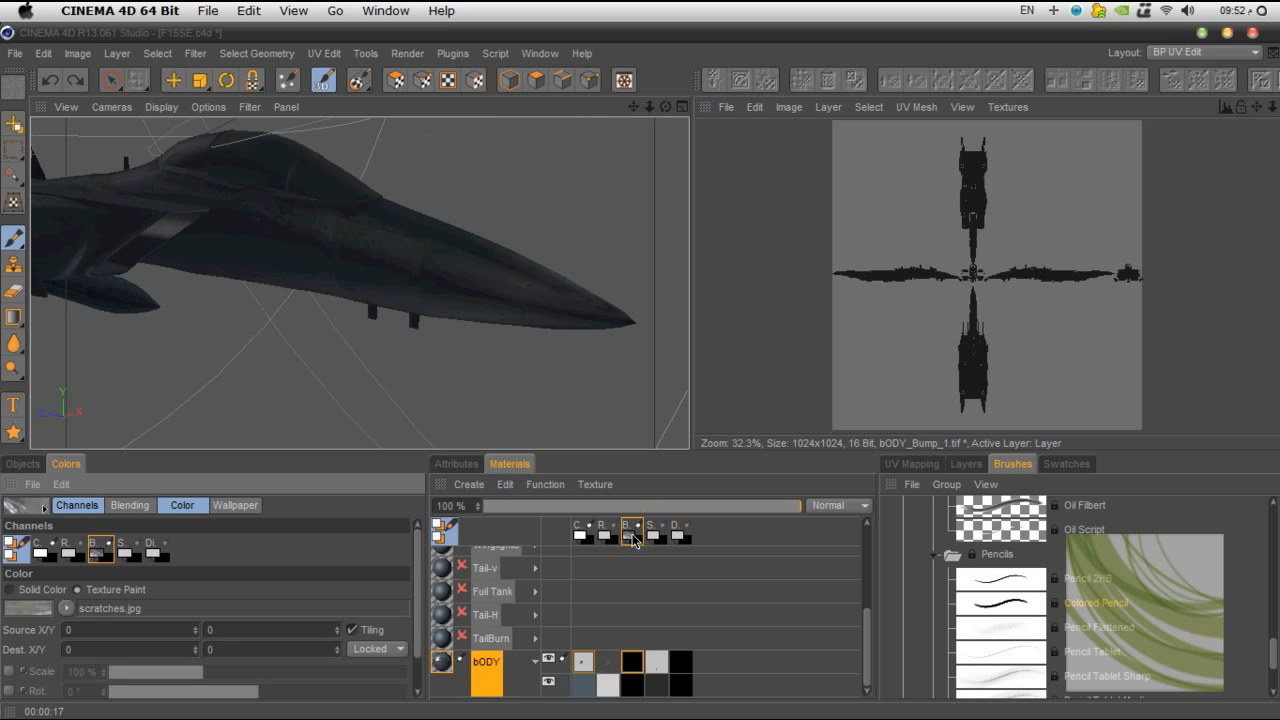 CINEMA 4D 64 Bit File Edit View Go Window Help EN 09:52 م
CINEMA 4D R13.061 Studio - [F15SE.c4d *]
File Edit Image Layer Select Filter Select Geometry UV Edit Tools Render Plugins Script Window Help Layout: BP UV Edit
View Cameras Display Options Filter Panel File Edit Image Layer Select UV Mesh View Textures
3D
Y
Z X
T
Zoom: 32.3%, Size: 1024x1024, 16 Bit, bODY_Bump_1.tif *, Active Layer: Layer
Objects Colors Attributes Materials UV Mapping Layers Brushes Swatches
File Edit Create Edit Function Texture File Group View
Channels Blending Color Wallpaper 100 % Normal
Channels C. R. B. S. D.
C. R. B. S. Di.
Color
Solid Color Texture Paint
scratches.jpg
Source X/Y 0 0 Tiling
Dest. X/Y 0 0 Locked
Scale 100 %
Rot. 0 °
Tail-v
Fuil Tank
Tail-H
TailBurn
bODY
Oil Filbert
Oil Script
Pencils
Pencil 2HB
Colored Pencil
Pencil Flattened
Pencil Tablet
Pencil Tablet Sharp
00:00:17